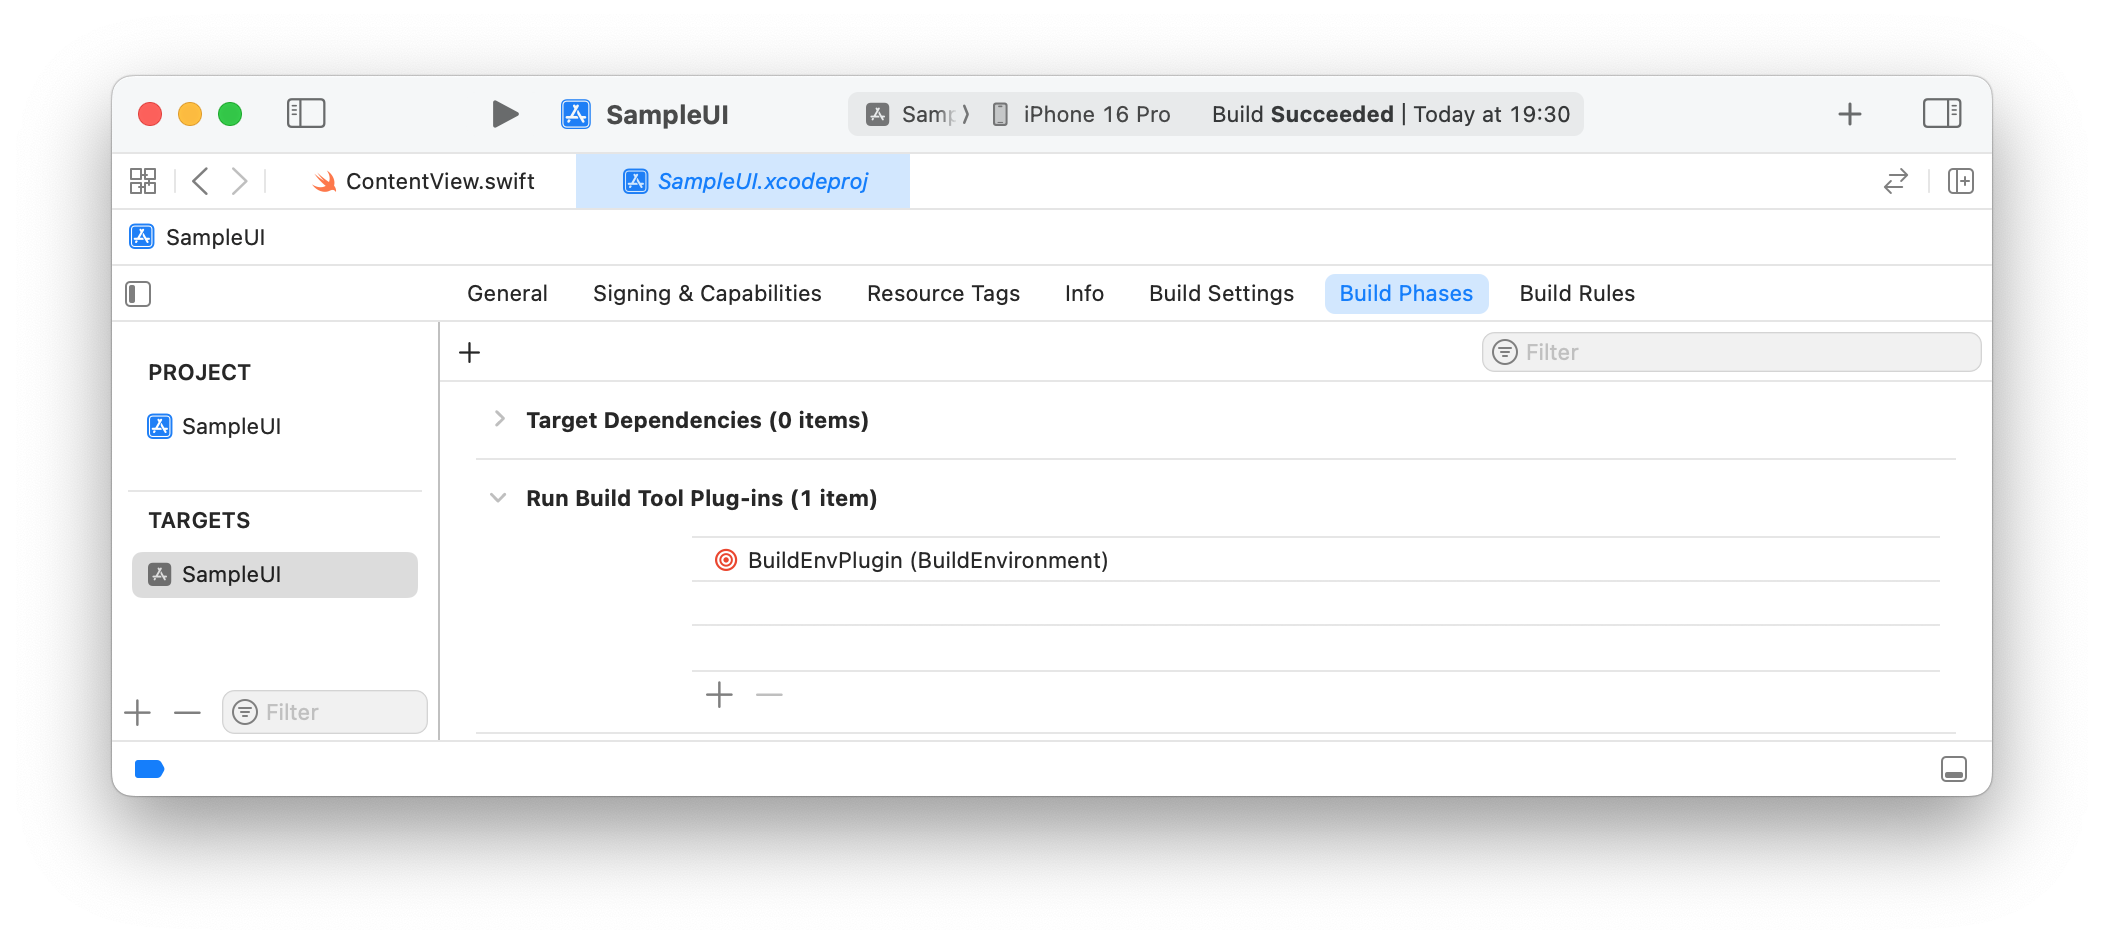 SampleUI
Samp
iPhone 16 Pro
Build Succeeded | Today at 19:30
ContentView.swift
SampleUI.xcodeproj
SampleUI
General
Signing & Capabilities
Resource Tags
Info
Build Settings
Build Phases
Build Rules
PROJECT
SampleUI
TARGETS
SampleUI
Filter
Filter
Target Dependencies (0 items)
Run Build Tool Plug-ins (1 item)
BuildEnvPlugin (BuildEnvironment)